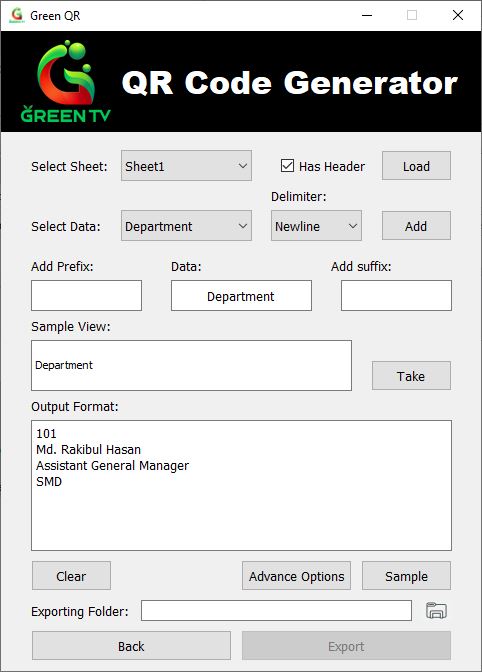 Green QR
QR Code Generator
GREEN TV
Select Sheet: Sheet1 Has Header Load
Delimiter:
Select Data: Department Newline Add
Add Prefix: Data: Add suffix:
Department
Sample View:
Department
Take
Output Format:
101
Md. Rakibul Hasan
Assistant General Manager
SMD
Clear Advance Options Sample
Exporting Folder:
Back Export